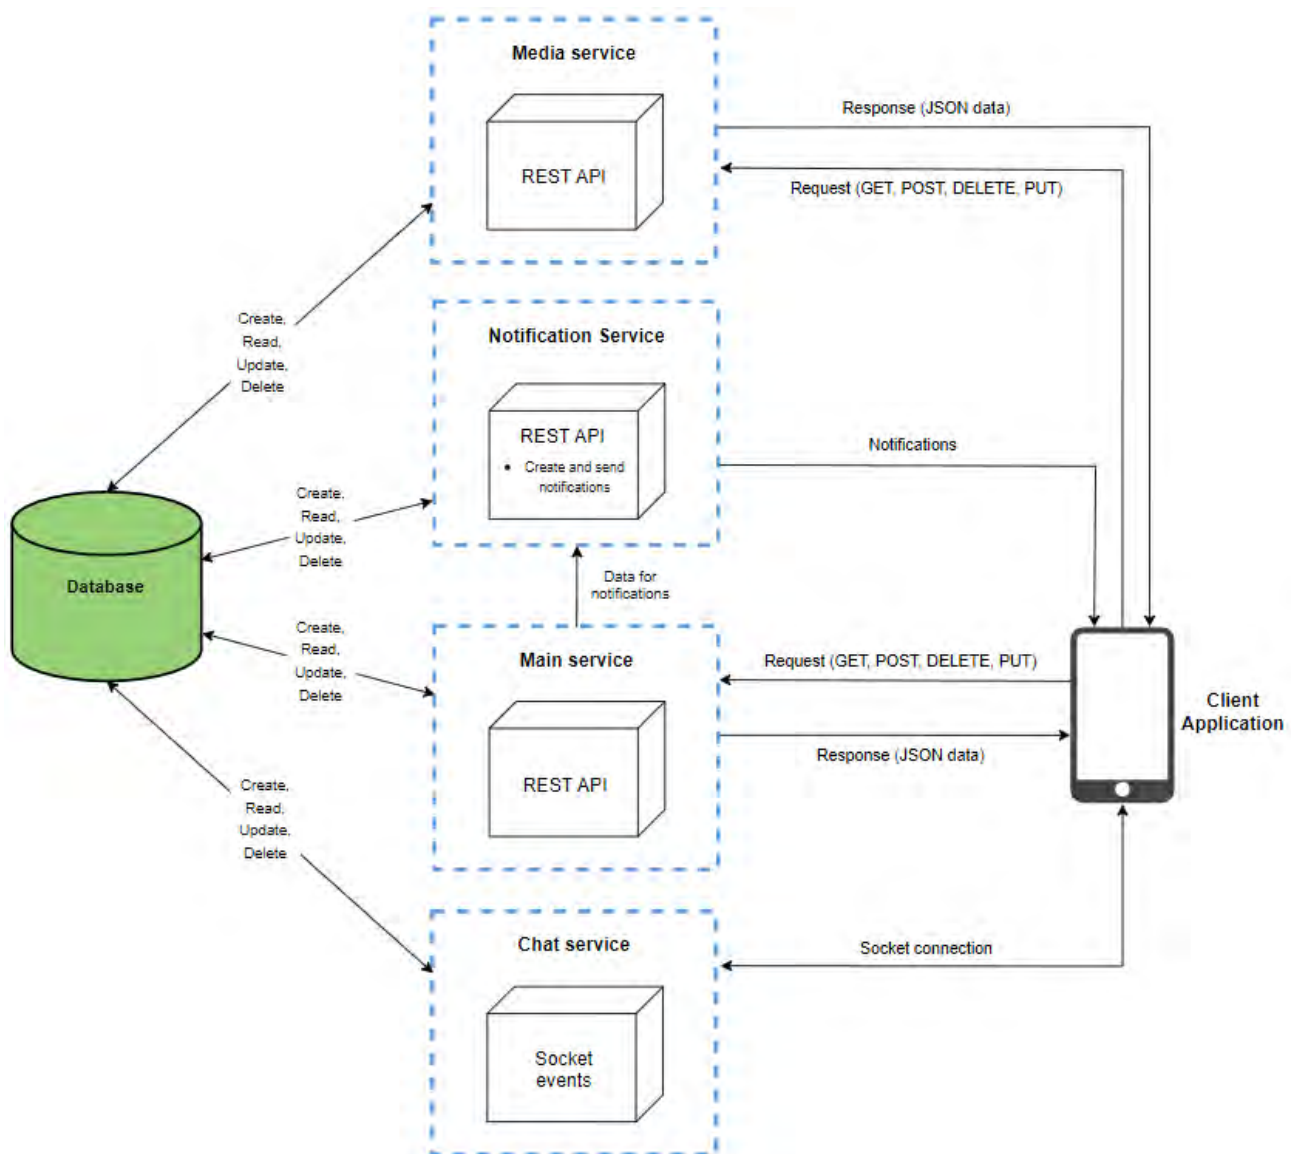 Media service
REST API
Response (JSON data)
Request (GET, POST, DELETE, PUT)
Create,
Read,
Update,
Delete
Notification Service
REST API
• Create and send
notifications
Notifications
Create,
Read,
Update,
Delete
Database
Data for
notifications
Create,
Read,
Update,
Delete
Main service
REST API
Request (GET, POST, DELETE, PUT)
Response (JSON data)
Client
Application
Create,
Read,
Update,
Delete
Chat service
Socket
events
Socket connection